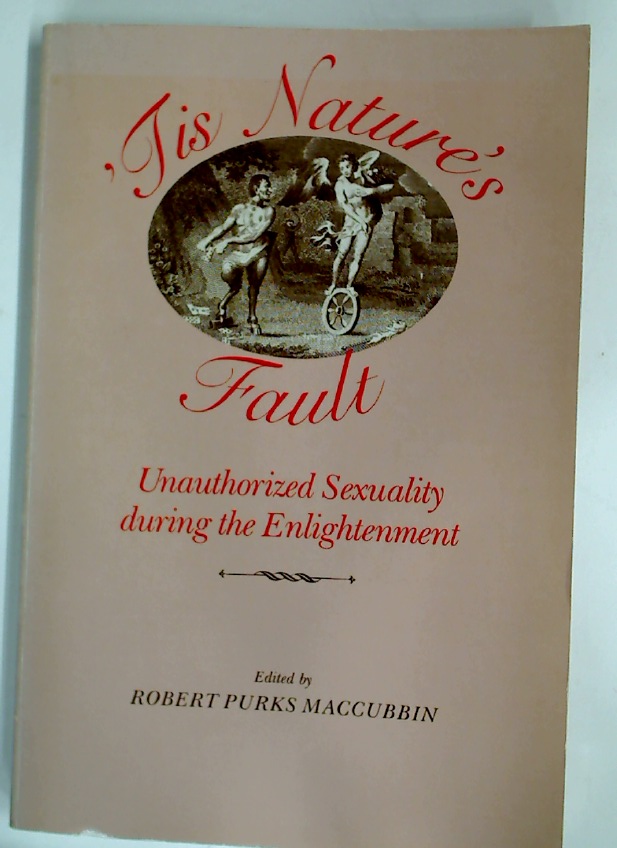 'Tis Nature's
Fault
Unauthorized Sexuality
during the Enlightenment
Edited by
ROBERT PURKS MACCUBBIN